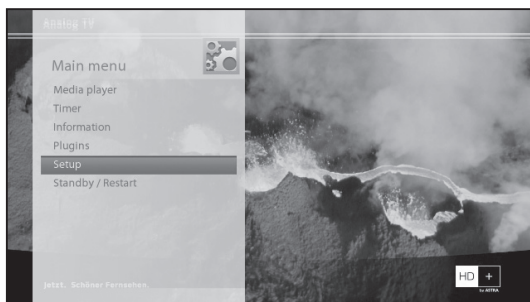 Analog TV
Main menu
Media player
Timer
Information
Plugins
Setup
Standby / Restart
Jetzt. Schöner Fernsehen.
HD +
by ASTRA